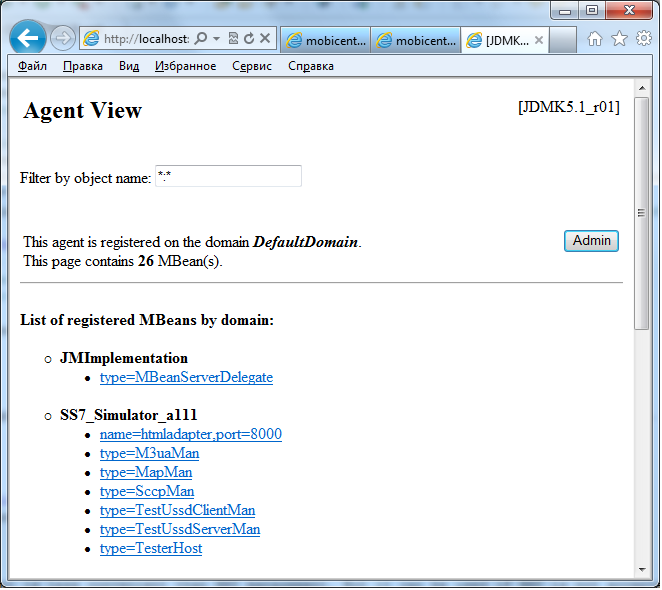 http://localhost:
mobicent...
mobicent...
[JDMK...
Файл Правка Вид Избранное Сервис Справка
Agent View
[JDMK5.1_r01]
Filter by object name: *:*
This agent is registered on the domain DefaultDomain.
Admin
This page contains 26 MBean(s).
List of registered MBeans by domain:
JMImplementation
type=MBeanServerDelegate
SS7_Simulator_a111
name=htmladapter,port=8000
type=M3uaMan
type=MapMan
type=SccpMan
type=TestUssdClientMan
type=TestUssdServerMan
type=TesterHost